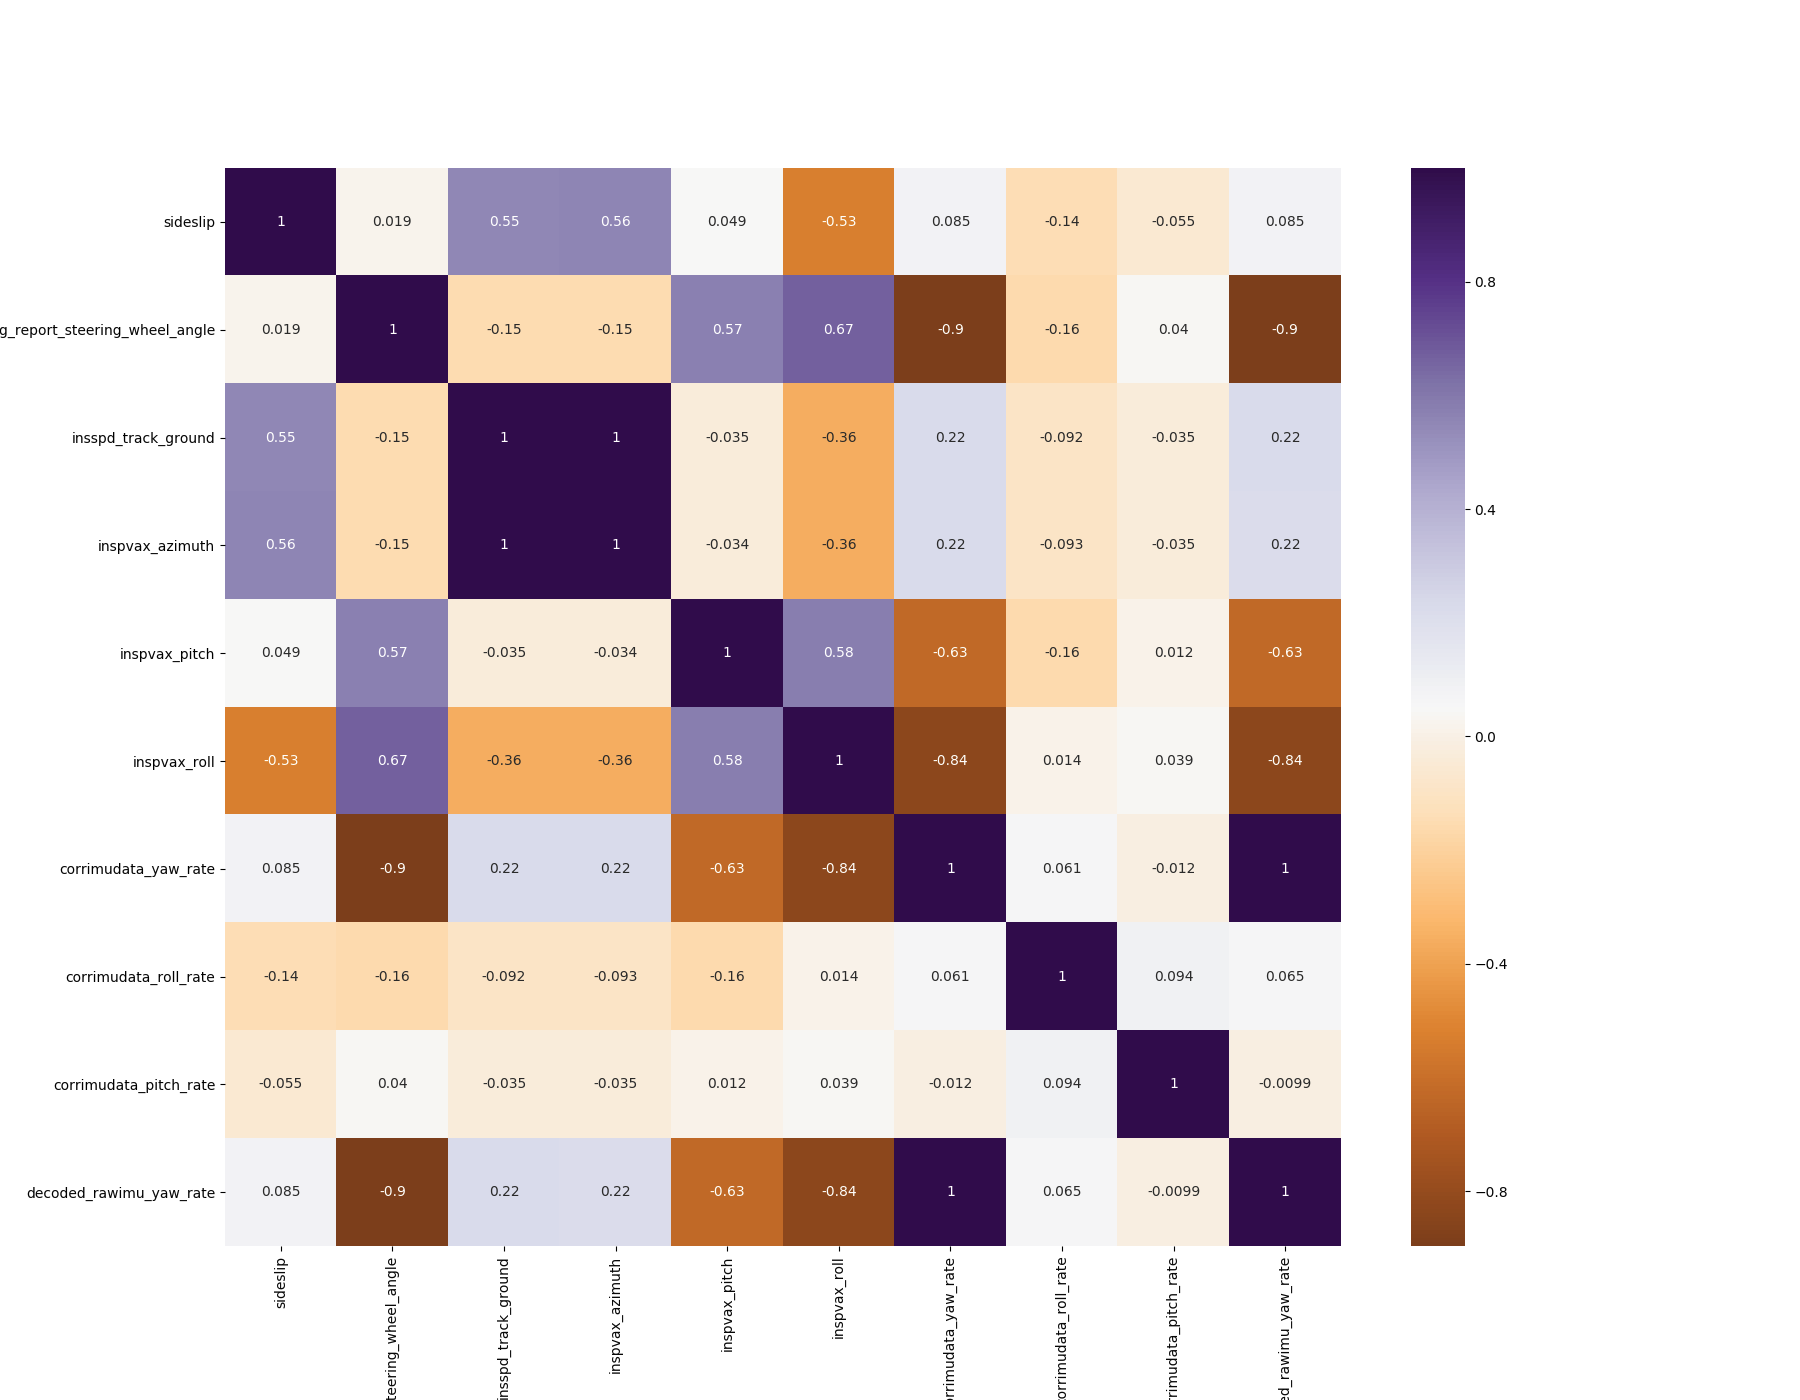 sideslip 1 0.019 0.55 0.56 0.049 -0.53 0.085 -0.14 -0.055 0.085
g_report_steering_wheel_angle 0.019 1 -0.15 -0.15 0.57 0.67 -0.9 -0.16 0.04 -0.9
insspd_track_ground 0.55 -0.15 1 1 -0.035 -0.36 0.22 -0.092 -0.035 0.22
inspvax_azimuth 0.56 -0.15 1 1 -0.034 -0.36 0.22 -0.093 -0.035 0.22
inspvax_pitch 0.049 0.57 -0.035 -0.034 1 0.58 -0.63 -0.16 0.012 -0.63
inspvax_roll -0.53 0.67 -0.36 -0.36 0.58 1 -0.84 0.014 0.039 -0.84
corrimudata_yaw_rate 0.085 -0.9 0.22 0.22 -0.63 -0.84 1 0.061 -0.012 1
corrimudata_roll_rate -0.14 -0.16 -0.092 -0.093 -0.16 0.014 0.061 1 0.094 0.065
corrimudata_pitch_rate -0.055 0.04 -0.035 -0.035 0.012 0.039 -0.012 0.094 1 -0.0099
decoded_rawimu_yaw_rate 0.085 -0.9 0.22 0.22 -0.63 -0.84 1 0.065 -0.0099 1
sideslip
teering_wheel_angle
insspd_track_ground
inspvax_azimuth
inspvax_pitch
inspvax_roll
orrimudata_yaw_rate
orrimudata_roll_rate
rrimudata_pitch_rate
ed_rawimu_yaw_rate
0.8
0.4
0.0
−0.4
−0.8